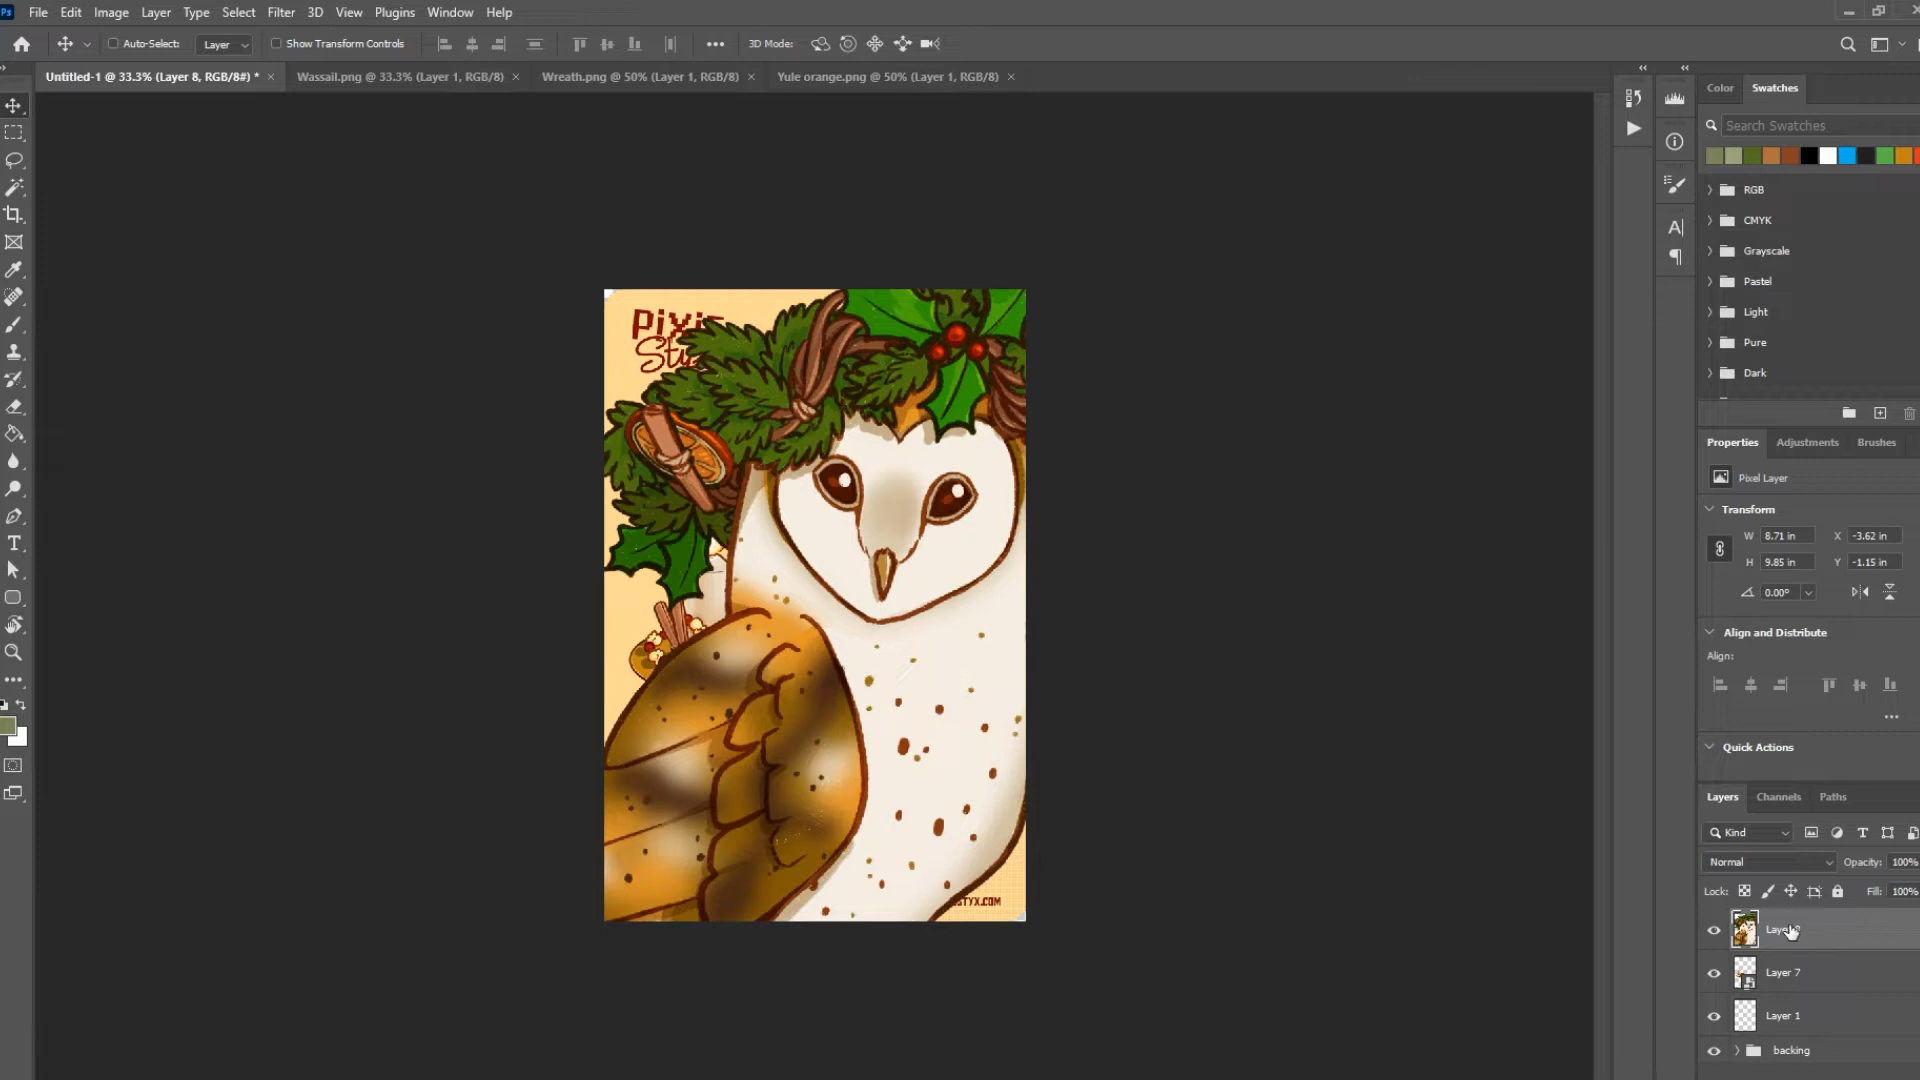 Ps File Edit Image Layer Type Select Filter 3D View Plugins Window Help
Auto-Select: Layer Show Transform Controls 3D Mode:
Untitled-1 @ 33.3% (Layer 8, RGB/8#) * × Wassail.png @ 33.3% (Layer 1, RGB/8) × Wreath.png @ 50% (Layer 1, RGB/8) × Yule orange.png @ 50% (Layer 1, RGB/8) ×
Color Swatches
Search Swatches
RGB
CMYK
Grayscale
Pastel
Light
Pure
Dark
Properties Adjustments Brushes
Pixel Layer
Transform
W 8.71 in X -3.62 in
H 9.85 in Y -1.15 in
0.00°
Align and Distribute
Align:
Quick Actions
Layers Channels Paths
Kind
Normal Opacity: 100%
Lock: Fill: 100%
Layer 7
Layer 1
backing
STYX.COM